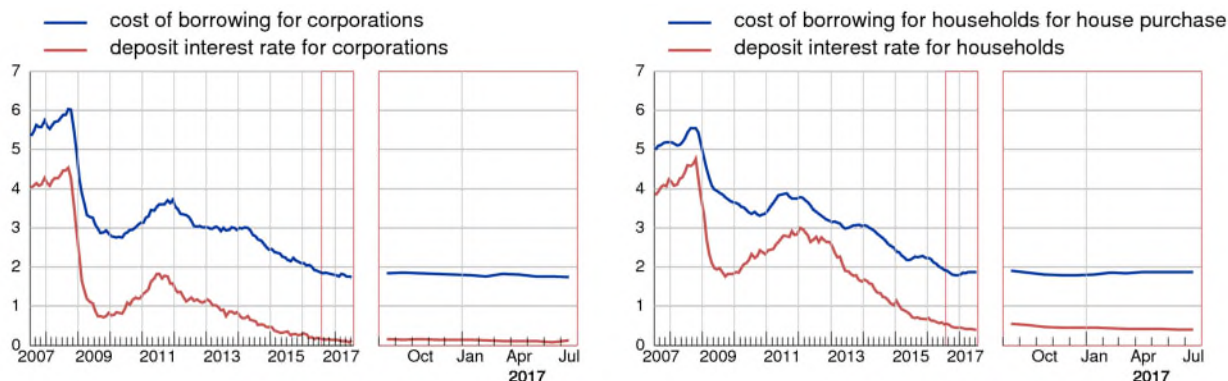 cost of borrowing for corporations
deposit interest rate for corporations
7
6
5
4
3
2
1
0
2007 2009 2011 2013 2015 2017
Oct Jan Apr Jul
2017
cost of borrowing for households for house purchase
deposit interest rate for households
7
6
5
4
3
2
1
0
2007 2009 2011 2013 2015 2017
Oct Jan Apr Jul
2017